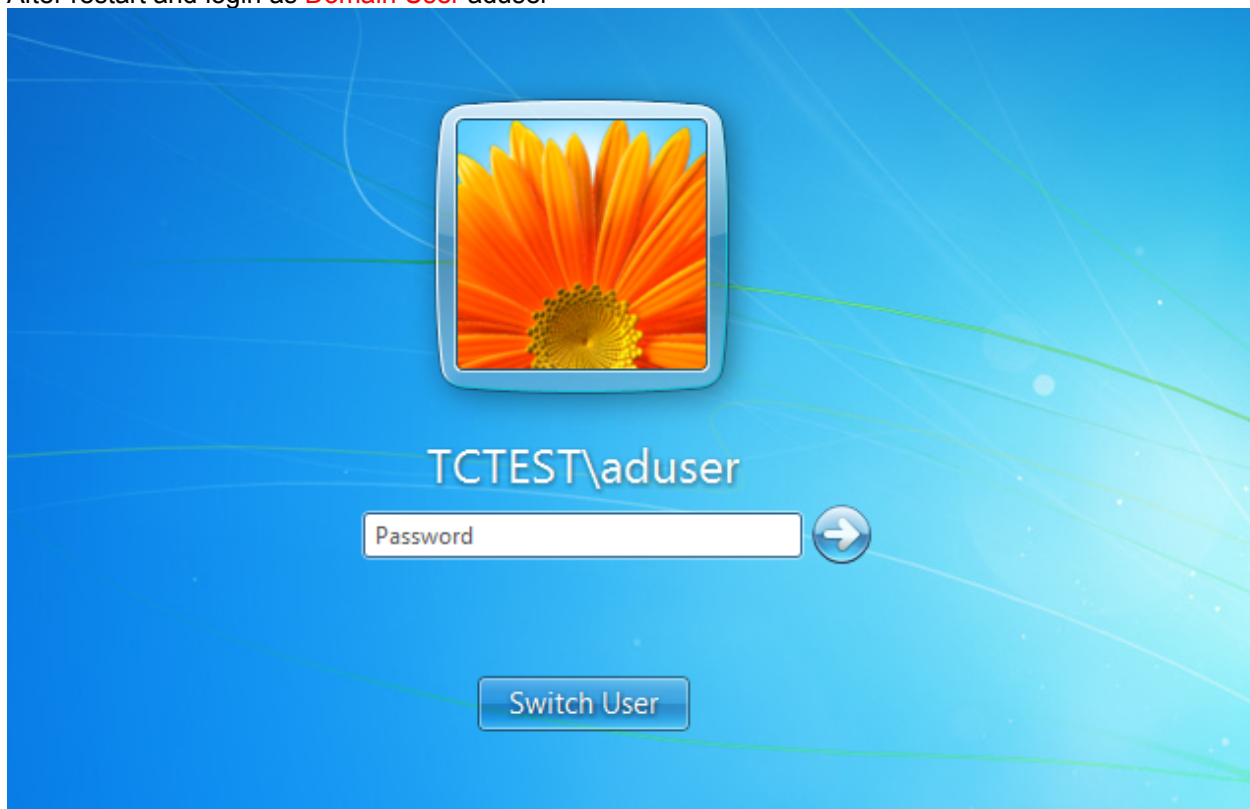 After restart and login as Domain User aduser
TCTEST\aduser
Password
Switch User